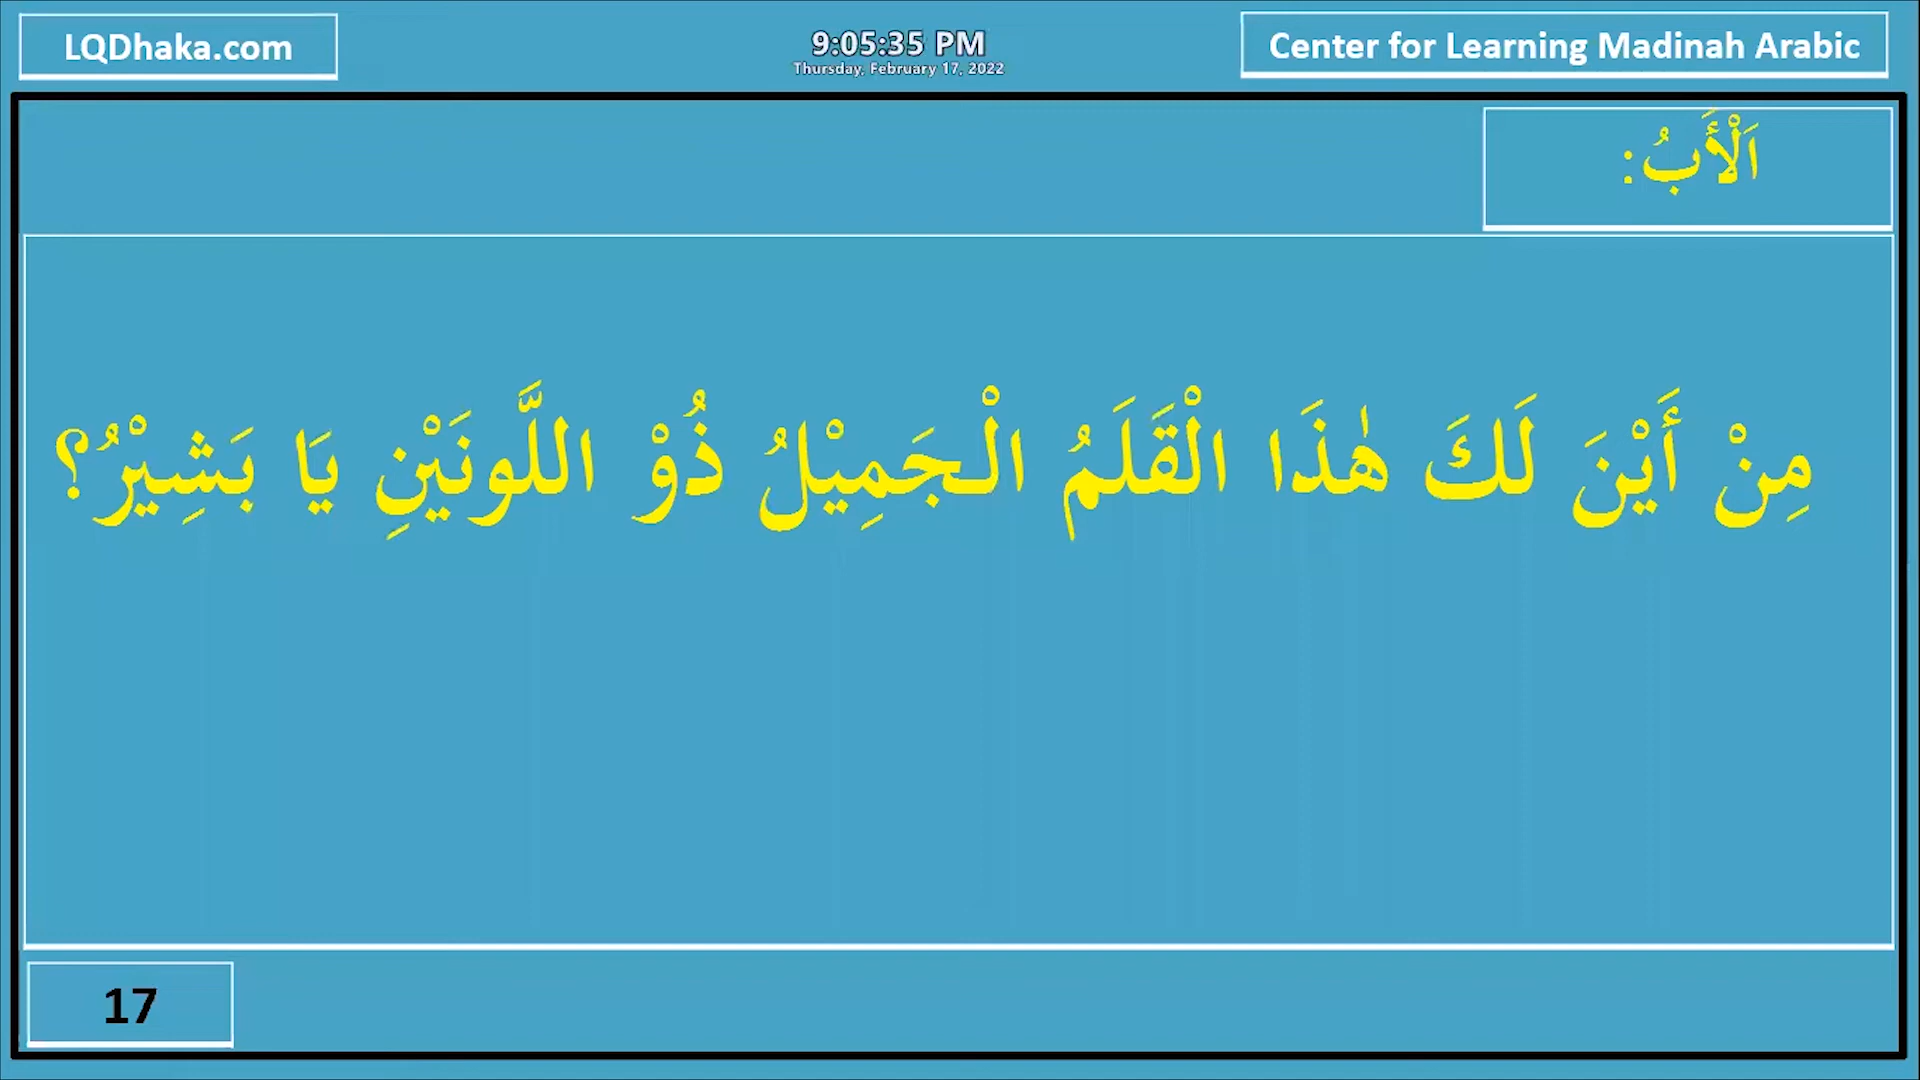 LQDhaka.com
9:05:35 PM
Thursday, February 17, 2022
Center for Learning Madinah Arabic
اَلْأَبُ:
مِنْ أَيْنَ لَكَ هٰذَا الْقَلَمُ الْجَمِيْلُ ذُوْ اللَّونَيْنِ يَا بَشِيْرُ؟
17